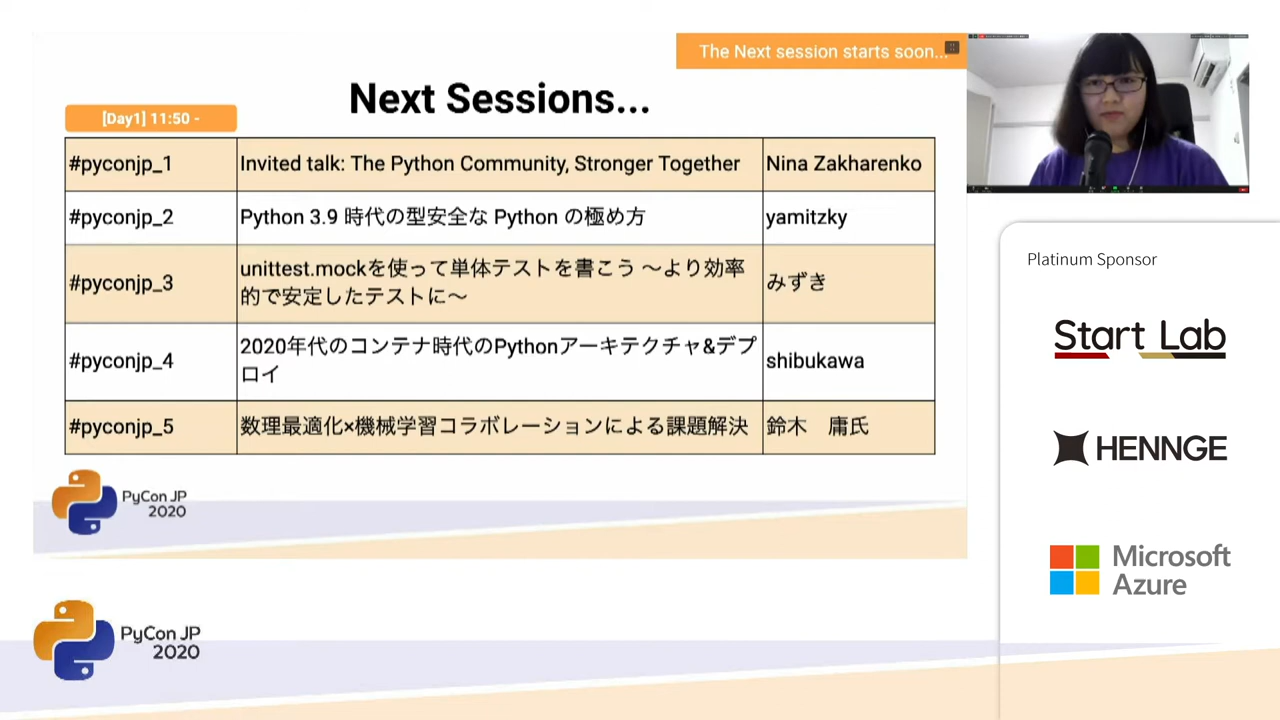 The Next session starts soon...
Next Sessions...
[Day1] 11:50 -
#pyconjp_1 Invited talk: The Python Community, Stronger Together Nina Zakharenko
#pyconjp_2 Python 3.9 時代の型安全な Python の極め方 yamitzky
#pyconjp_3 unittest.mockを使って単体テストを書こう 〜より効率
的で安定したテストに〜 みずき
#pyconjp_4 2020年代のコンテナ時代のPythonアーキテクチャ&デプ
ロイ shibukawa
#pyconjp_5 数理最適化×機械学習コラボレーションによる課題解決 鈴木　庸氏
PyCon JP
2020
Platinum Sponsor
Start Lab
HENNGE
Microsoft
Azure
PyCon JP
2020